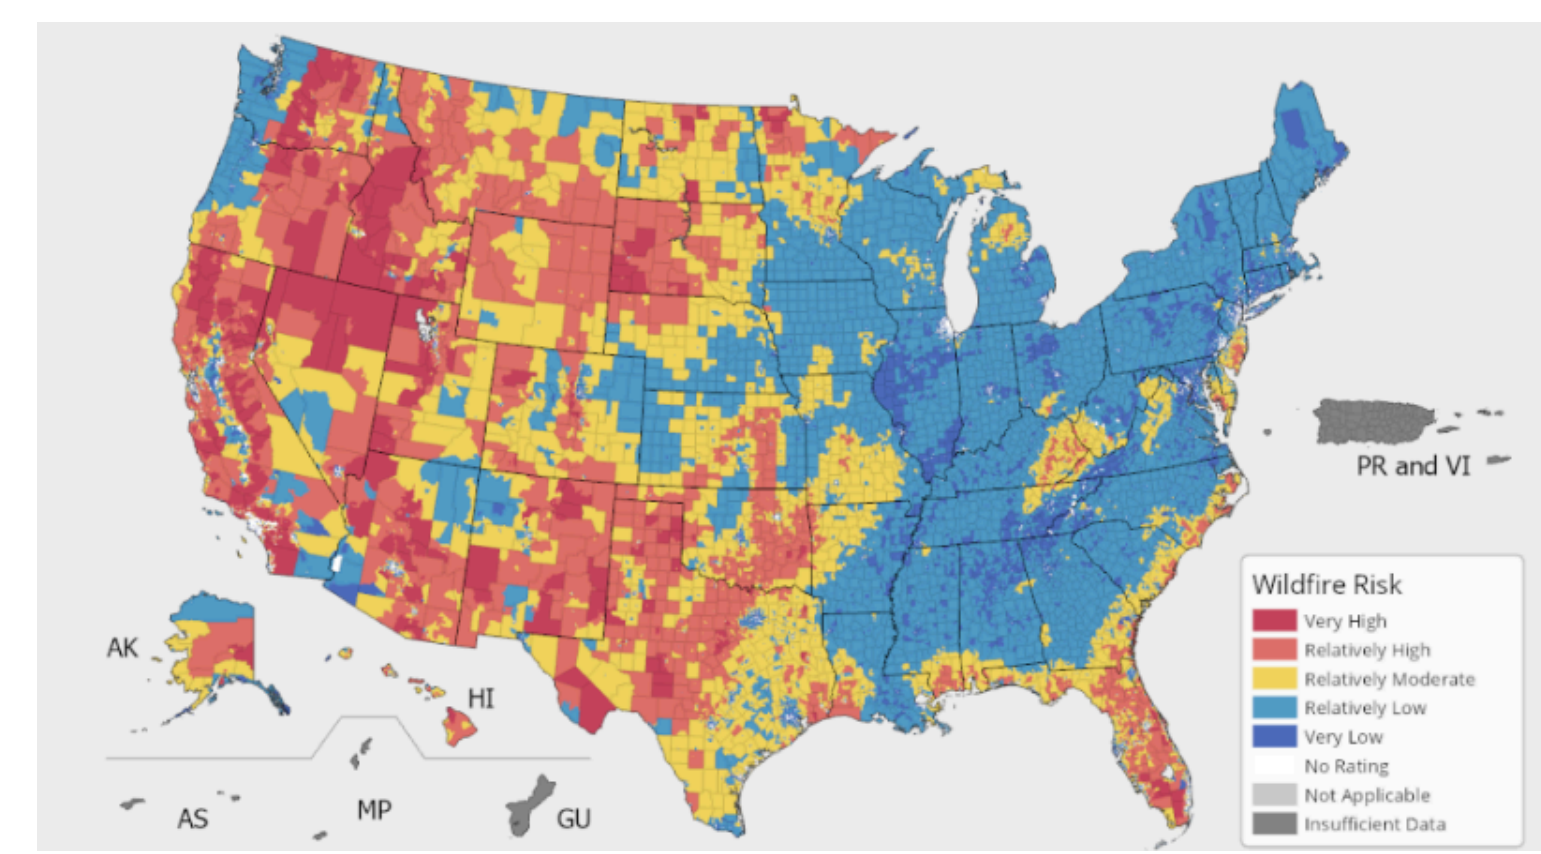 PR and VI
AK
HI
AS
MP
GU
Wildfire Risk
Very High
Relatively High
Relatively Moderate
Relatively Low
Very Low
No Rating
Not Applicable
Insufficient Data